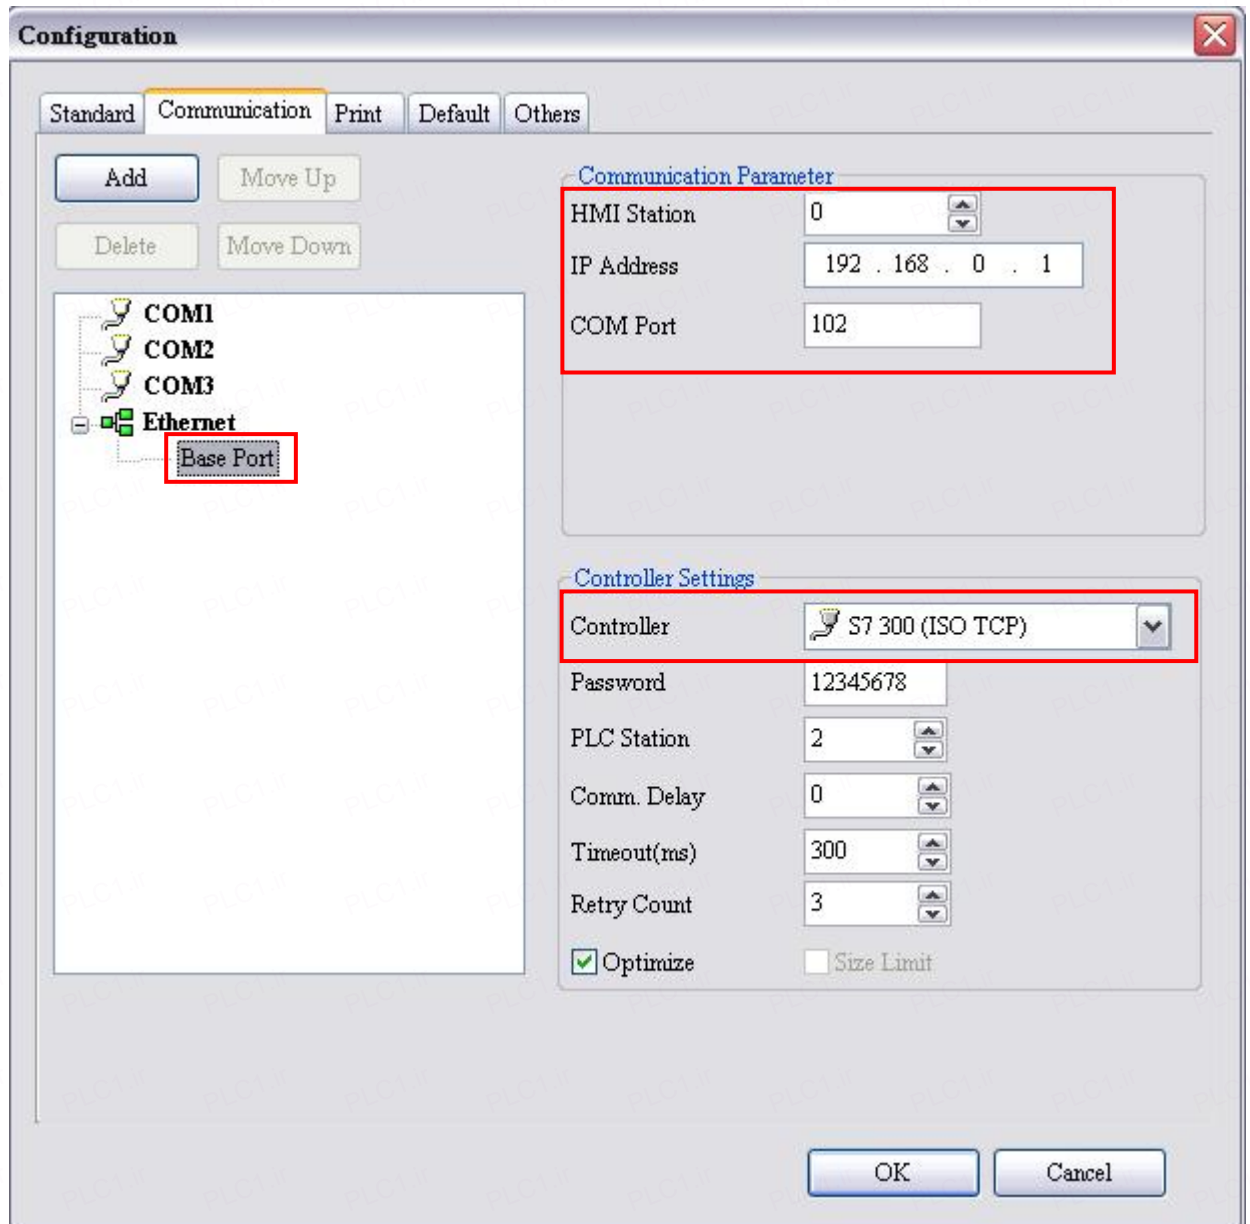 Configuration
Standard Communication Print Default Others
Add Move Up
Delete Move Down
COM1
COM2
COM3
Ethernet
Base Port
Communication Parameter
HMI Station 0
IP Address 192 . 168 . 0 . 1
COM Port 102
Controller Settings
Controller S7 300 (ISO TCP)
Password 12345678
PLC Station 2
Comm. Delay 0
Timeout(ms) 300
Retry Count 3
Optimize Size Limit
OK Cancel